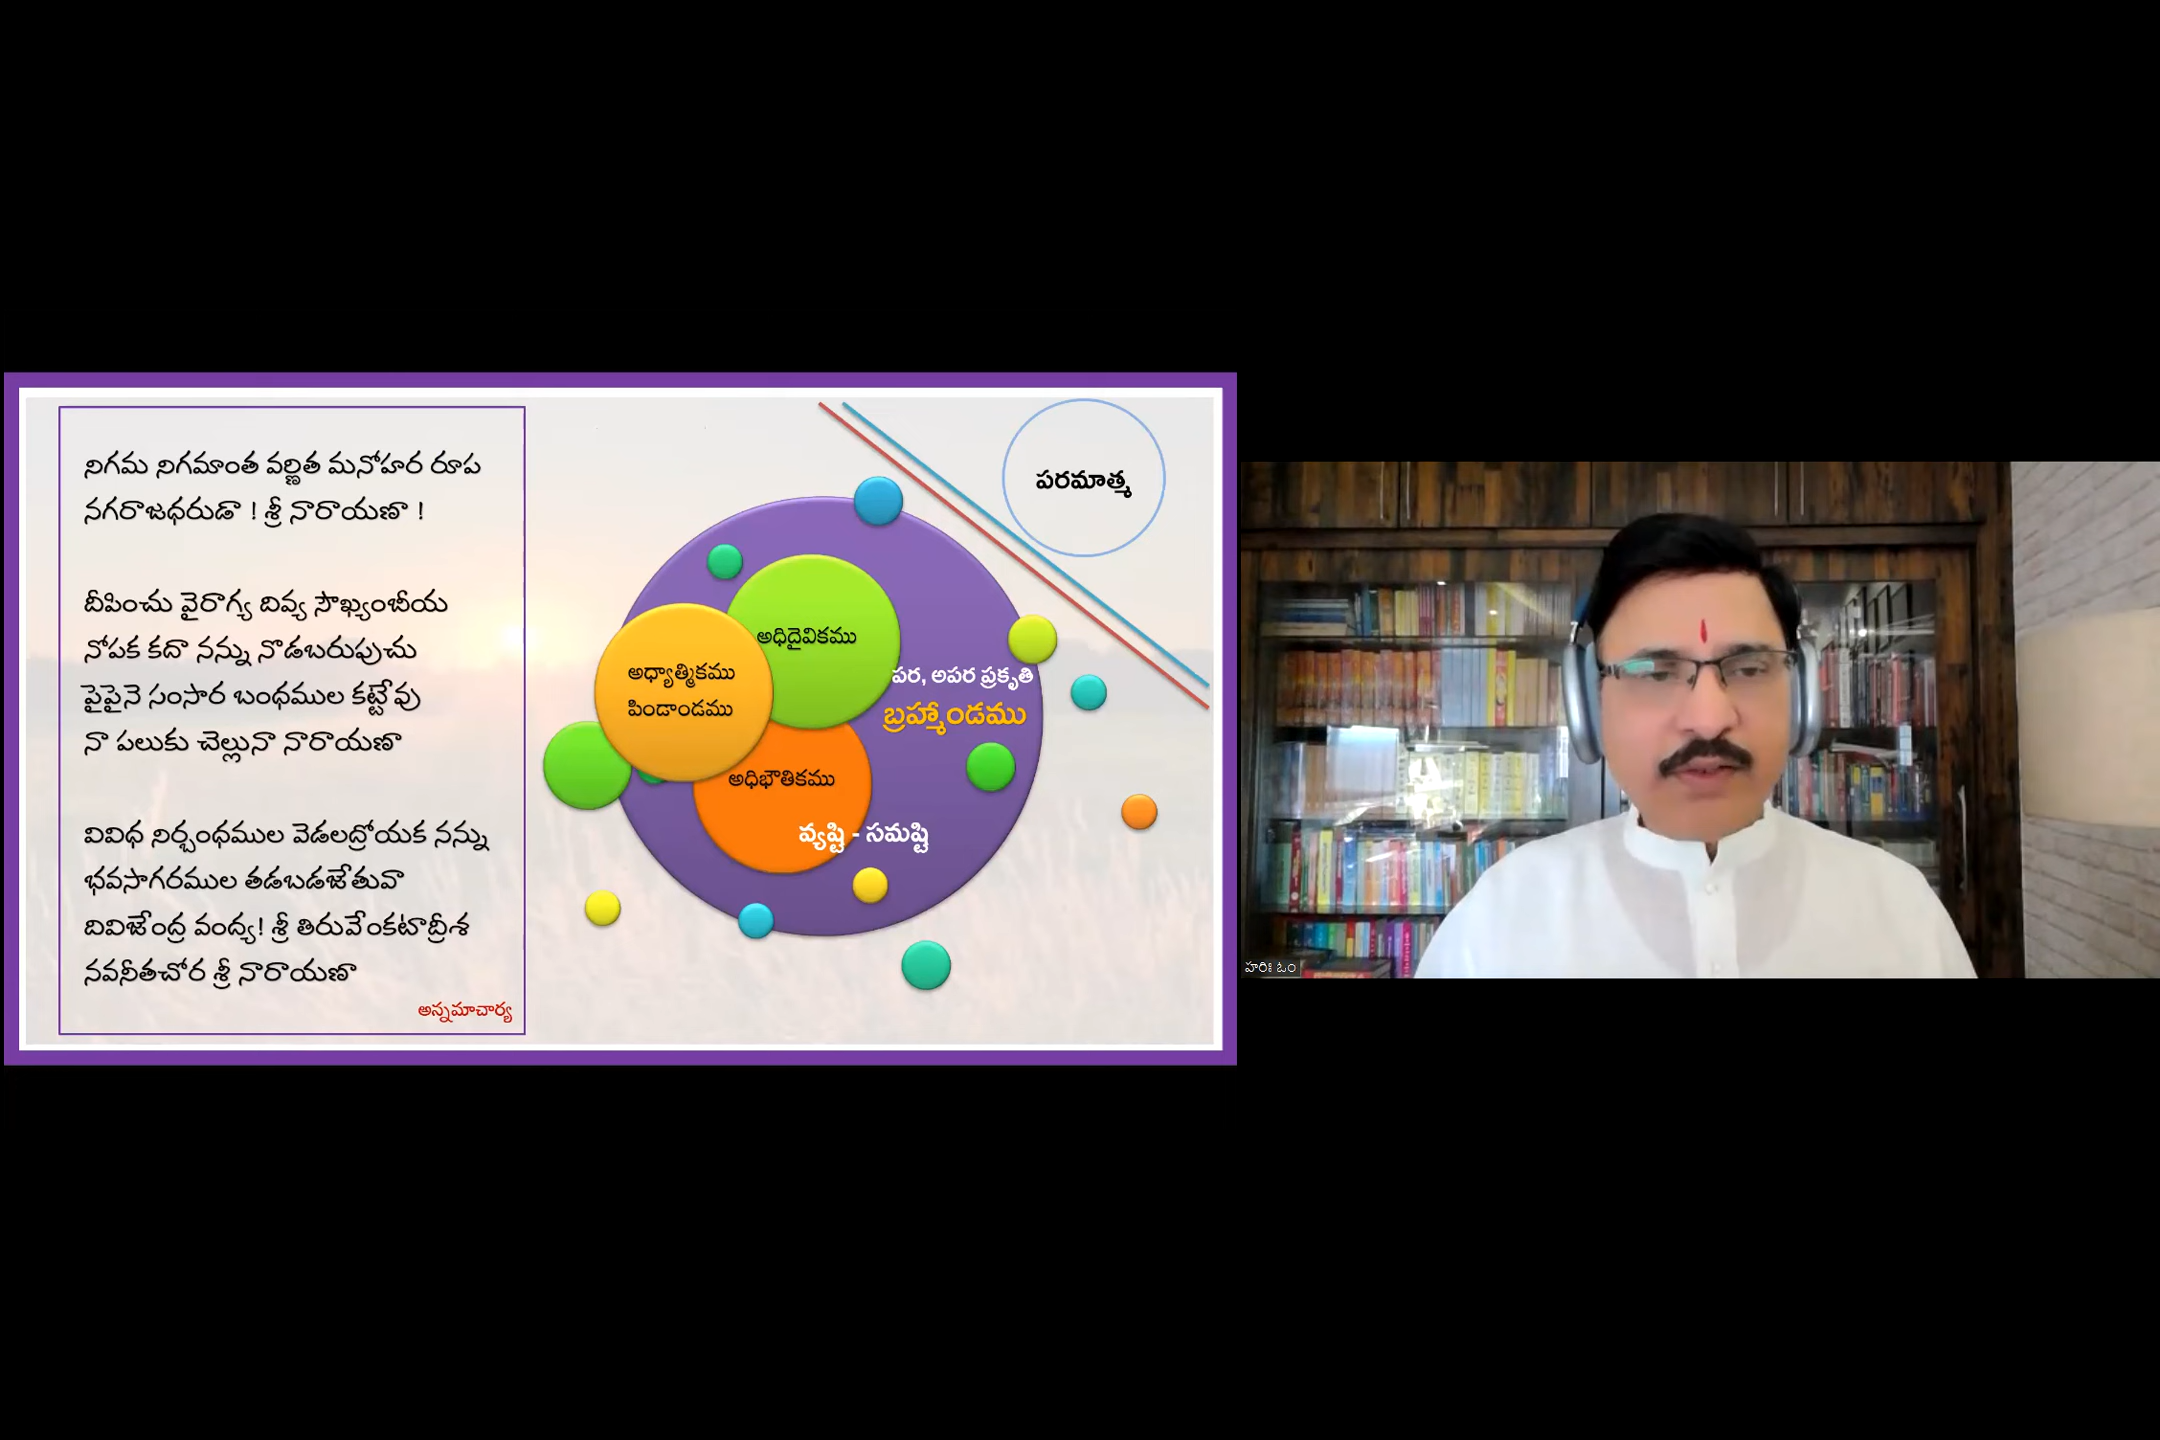 నిగమ నిగమాంత వర్ణిత మనోహర రూప
నగరాజధరుడా ! శ్రీ నారాయణా !
దీపించు వైరాగ్య దివ్య సౌఖ్యంబీయ
నోపక కదా నన్ను నొడబరుపుచు
పైపైనె సంసార బంధముల కట్టేవు
నా పలుకు చెల్లునా నారాయణా
వివిధ నిర్బంధముల వెడలద్రోయక నన్ను
భవసాగరముల తడబడజేతువా
దివిజేంద్ర వంద్య! శ్రీ తిరువేంకటాద్రీశ
నవనీతచోర శ్రీ నారాయణా
అన్నమాచార్య
పరమాత్మ
అధిదైవికము
అధ్యాత్మికము
పిండాండము
పర, అపర ప్రకృతి
బ్రహ్మాండము
అధిభౌతికము
వ్యష్టి - సమష్టి
హరిః ఓం